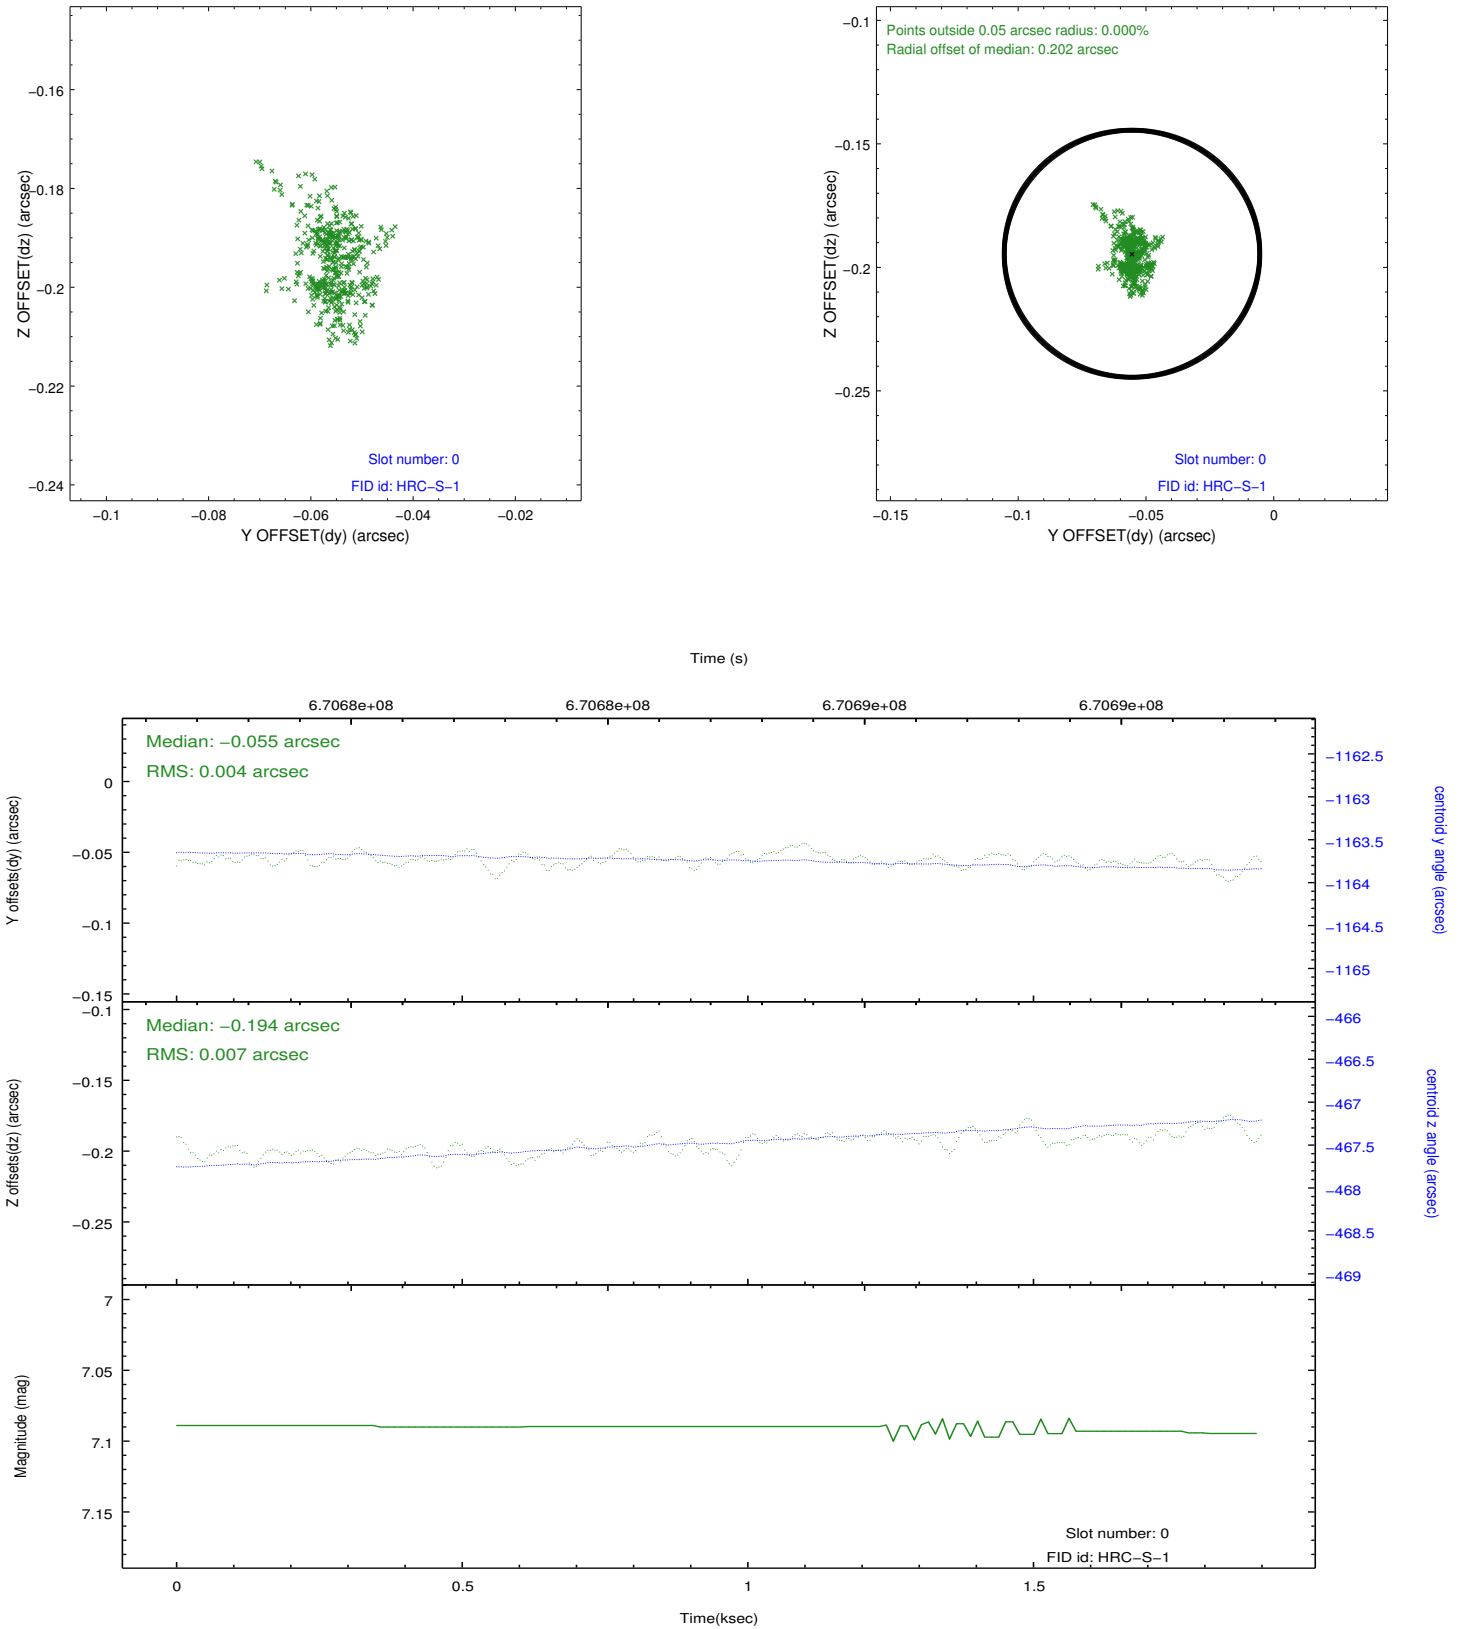 −0.16
−0.18
−0.2
−0.22
−0.24
Z OFFSET(dz) (arcsec)
Slot number: 0
FID id: HRC−S−1
−0.1
−0.08
−0.06
−0.04
−0.02
Y OFFSET(dy) (arcsec)
Points outside 0.05 arcsec radius: 0.000%
Radial offset of median: 0.202 arcsec
−0.1
−0.15
−0.2
−0.25
Z OFFSET(dz) (arcsec)
Slot number: 0
FID id: HRC−S−1
−0.15
−0.1
−0.05
0
Y OFFSET(dy) (arcsec)
Time (s)
6.7068e+08
6.7068e+08
6.7069e+08
6.7069e+08
Median: −0.055 arcsec
RMS: 0.004 arcsec
0
−0.05
−0.1
−0.15
Y offsets(dy) (arcsec)
−1162.5
−1163
−1163.5
−1164
−1164.5
−1165
centroid y angle (arcsec)
Median: −0.194 arcsec
RMS: 0.007 arcsec
−0.1
−0.15
−0.2
−0.25
Z offsets(dz) (arcsec)
−466
−466.5
−467
−467.5
−468
−468.5
−469
centroid z angle (arcsec)
7
7.05
7.1
7.15
Magnitude (mag)
Slot number: 0
FID id: HRC−S−1
0
0.5
1
1.5
Time(ksec)